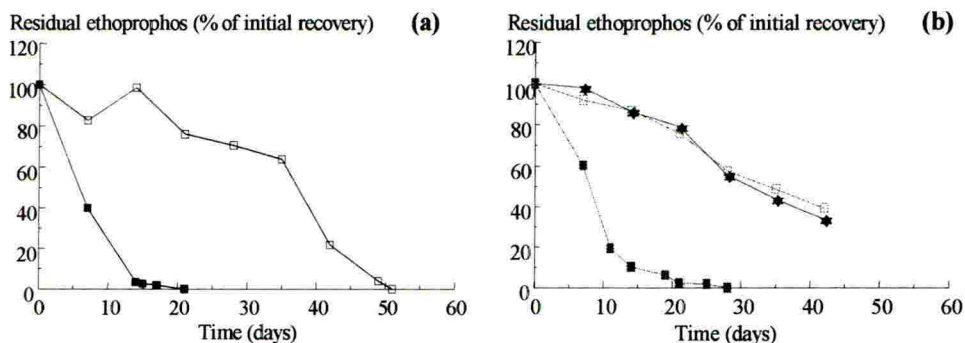 Residual ethoprophos (% of initial recovery) (a)
120
100
80
60
40
20
0
0 10 20 30 40 50 60
Time (days)
Residual ethoprophos (% of initial recovery) (b)
120
100
80
60
40
20
0
0 10 20 30 40 50 60
Time (days)